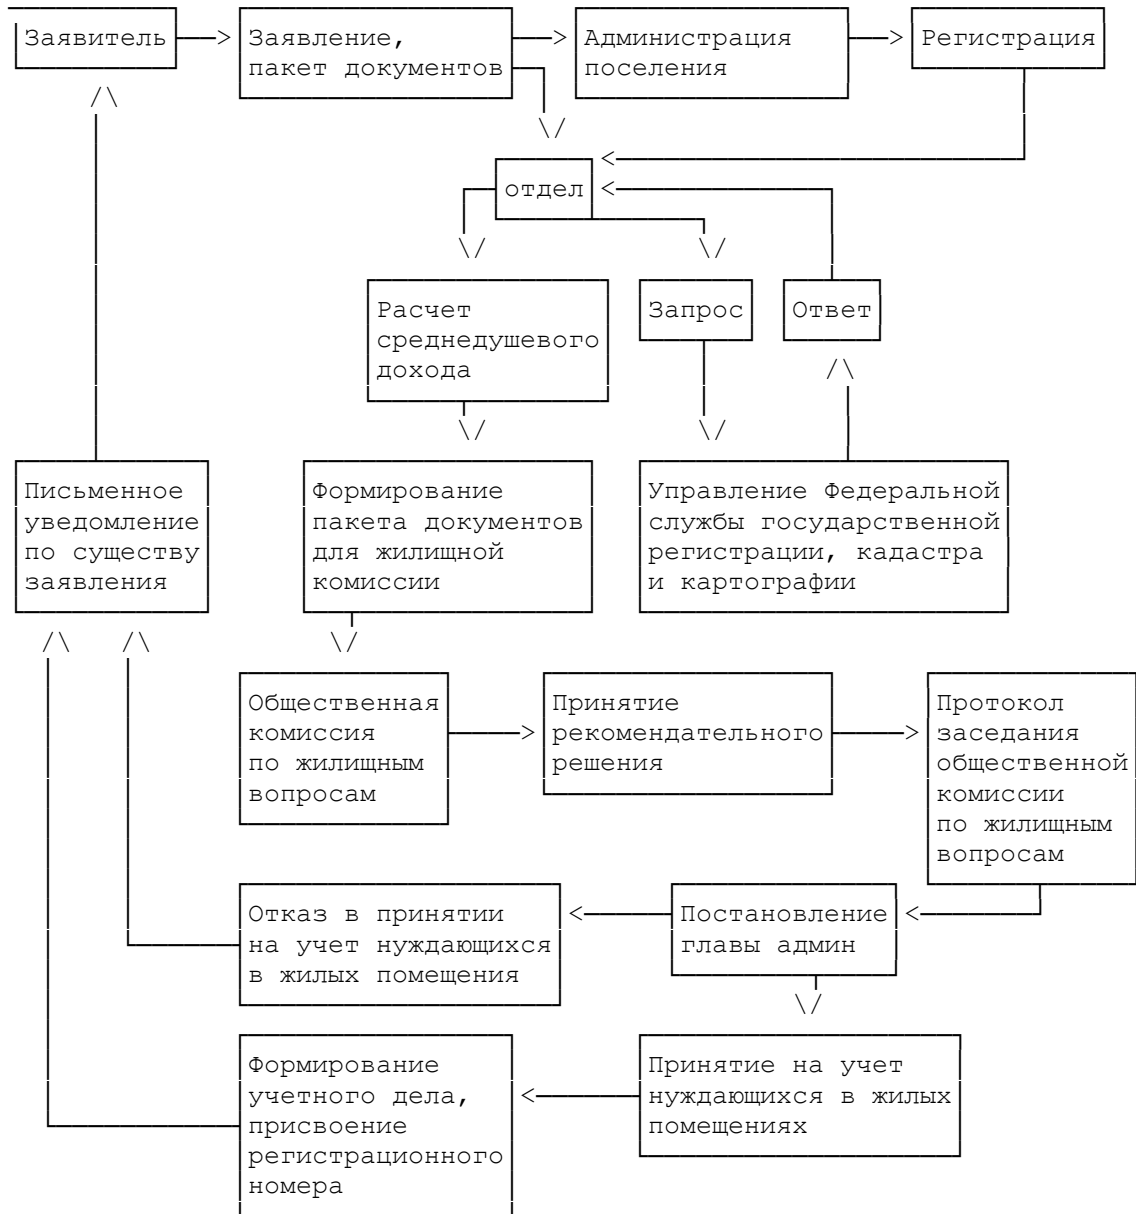 Заявитель
Заявление,
пакет документов
Администрация
поселения
Регистрация
отдел
Расчет
среднедушевого
дохода
Запрос
Ответ
Письменное
уведомление
по существу
заявления
Формирование
пакета документов
для жилищной
комиссии
Управление Федеральной
службы государственной
регистрации, кадастра
и картографии
Общественная
комиссия
по жилищным
вопросам
Принятие
рекомендательного
решения
Протокол
заседания
общественной
комиссии
по жилищным
вопросам
Отказ в принятии
на учет нуждающихся
в жилых помещения
Постановление
главы админ
Формирование
учетного дела,
присвоение
регистрационного
номера
Принятие на учет
нуждающихся в жилых
помещениях